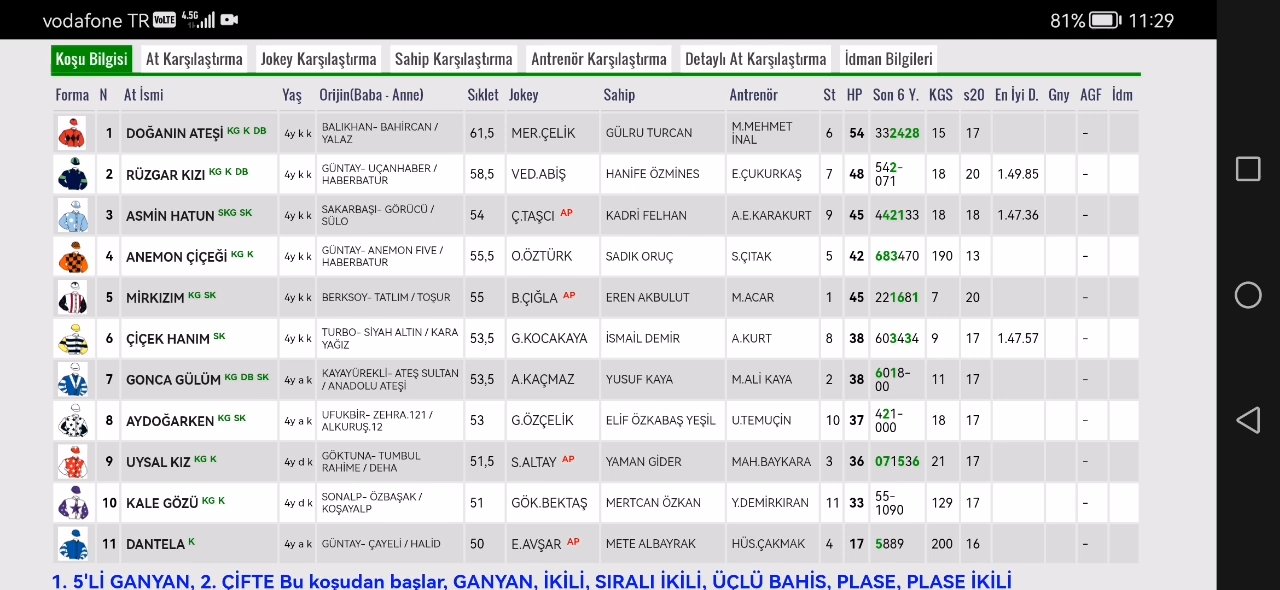 vodafone TR VoLTE 4.5G 81% 11:29
Koşu Bilgisi At Karşılaştırma Jokey Karşılaştırma Sahip Karşılaştırma Antrenör Karşılaştırma Detaylı At Karşılaştırma İdman Bilgileri
Forma N At İsmi Yaş Orijin(Baba - Anne) Sıklet Jokey Sahip Antrenör St HP Son 6 Y. KGS s20 En İyi D. Gny AGF İdm
1 DOĞANIN ATEŞİ KG K DB 4y k k BALIKHAN- BAHİRCAN / YALAZ 61,5 MER.ÇELİK GÜLRU TURCAN M.MEHMET İNAL 6 54 332428 15 17 -
2 RÜZGAR KIZI KG K DB 4y k k GÜNTAY- UÇANHABER / HABERBATUR 58,5 VED.ABİŞ HANİFE ÖZMİNES E.ÇUKURKAŞ 7 48 542-071 18 20 1.49.85 -
3 ASMİN HATUN SKG SK 4y k k SAKARBAŞI- GÖRÜCÜ / SÜLO 54 Ç.TAŞCI AP KADRİ FELHAN A.E.KARAKURT 9 45 442133 18 18 1.47.36 -
4 ANEMON ÇİÇEĞİ KG K 4y k k GÜNTAY- ANEMON FIVE / HABERBATUR 55,5 O.ÖZTÜRK SADIK ORUÇ S.ÇITAK 5 42 683470 190 13 -
5 MİRKIZIM KG SK 4y k k BERKSOY- TATLIM / TOŞUR 55 B.ÇIĞLA AP EREN AKBULUT M.ACAR 1 45 221681 7 20 -
6 ÇİÇEK HANIM SK 4y k k TURBO- SİYAH ALTIN / KARA YAĞIZ 53,5 G.KOCAKAYA İSMAİL DEMİR A.KURT 8 38 603434 9 17 1.47.57 -
7 GONCA GÜLÜM KG DB SK 4y a k KAYAYÜREKLİ- ATEŞ SULTAN / ANADOLU ATEŞİ 53,5 A.KAÇMAZ YUSUF KAYA M.ALİ KAYA 2 38 6018-00 11 17 -
8 AYDOĞARKEN KG SK 4y a k UFUKBİR- ZEHRA.121 / ALKURUŞ.12 53 G.ÖZÇELİK ELİF ÖZKABAŞ YEŞİL U.TEMUÇİN 10 37 421-000 18 17 -
9 UYSAL KIZ KG K 4y d k GÖKTUNA- TUMBUL RAHİME / DEHA 51,5 S.ALTAY AP YAMAN GİDER MAH.BAYKARA 3 36 071536 21 17 -
10 KALE GÖZÜ KG K 4y d k SONALP- ÖZBAŞAK / KOŞAYALP 51 GÖK.BEKTAŞ MERTCAN ÖZKAN Y.DEMİRKIRAN 11 33 55-1090 129 17 -
11 DANTELA K 4y a k GÜNTAY- ÇAYELİ / HALİD 50 E.AVŞAR AP METE ALBAYRAK HÜS.ÇAKMAK 4 17 5889 200 16 -
1. 5'Lİ GANYAN, 2. ÇİFTE Bu koşudan başlar, GANYAN, İKİLİ, SIRALI İKİLİ, ÜÇLÜ BAHİS, PLASE, PLASE İKİLİ